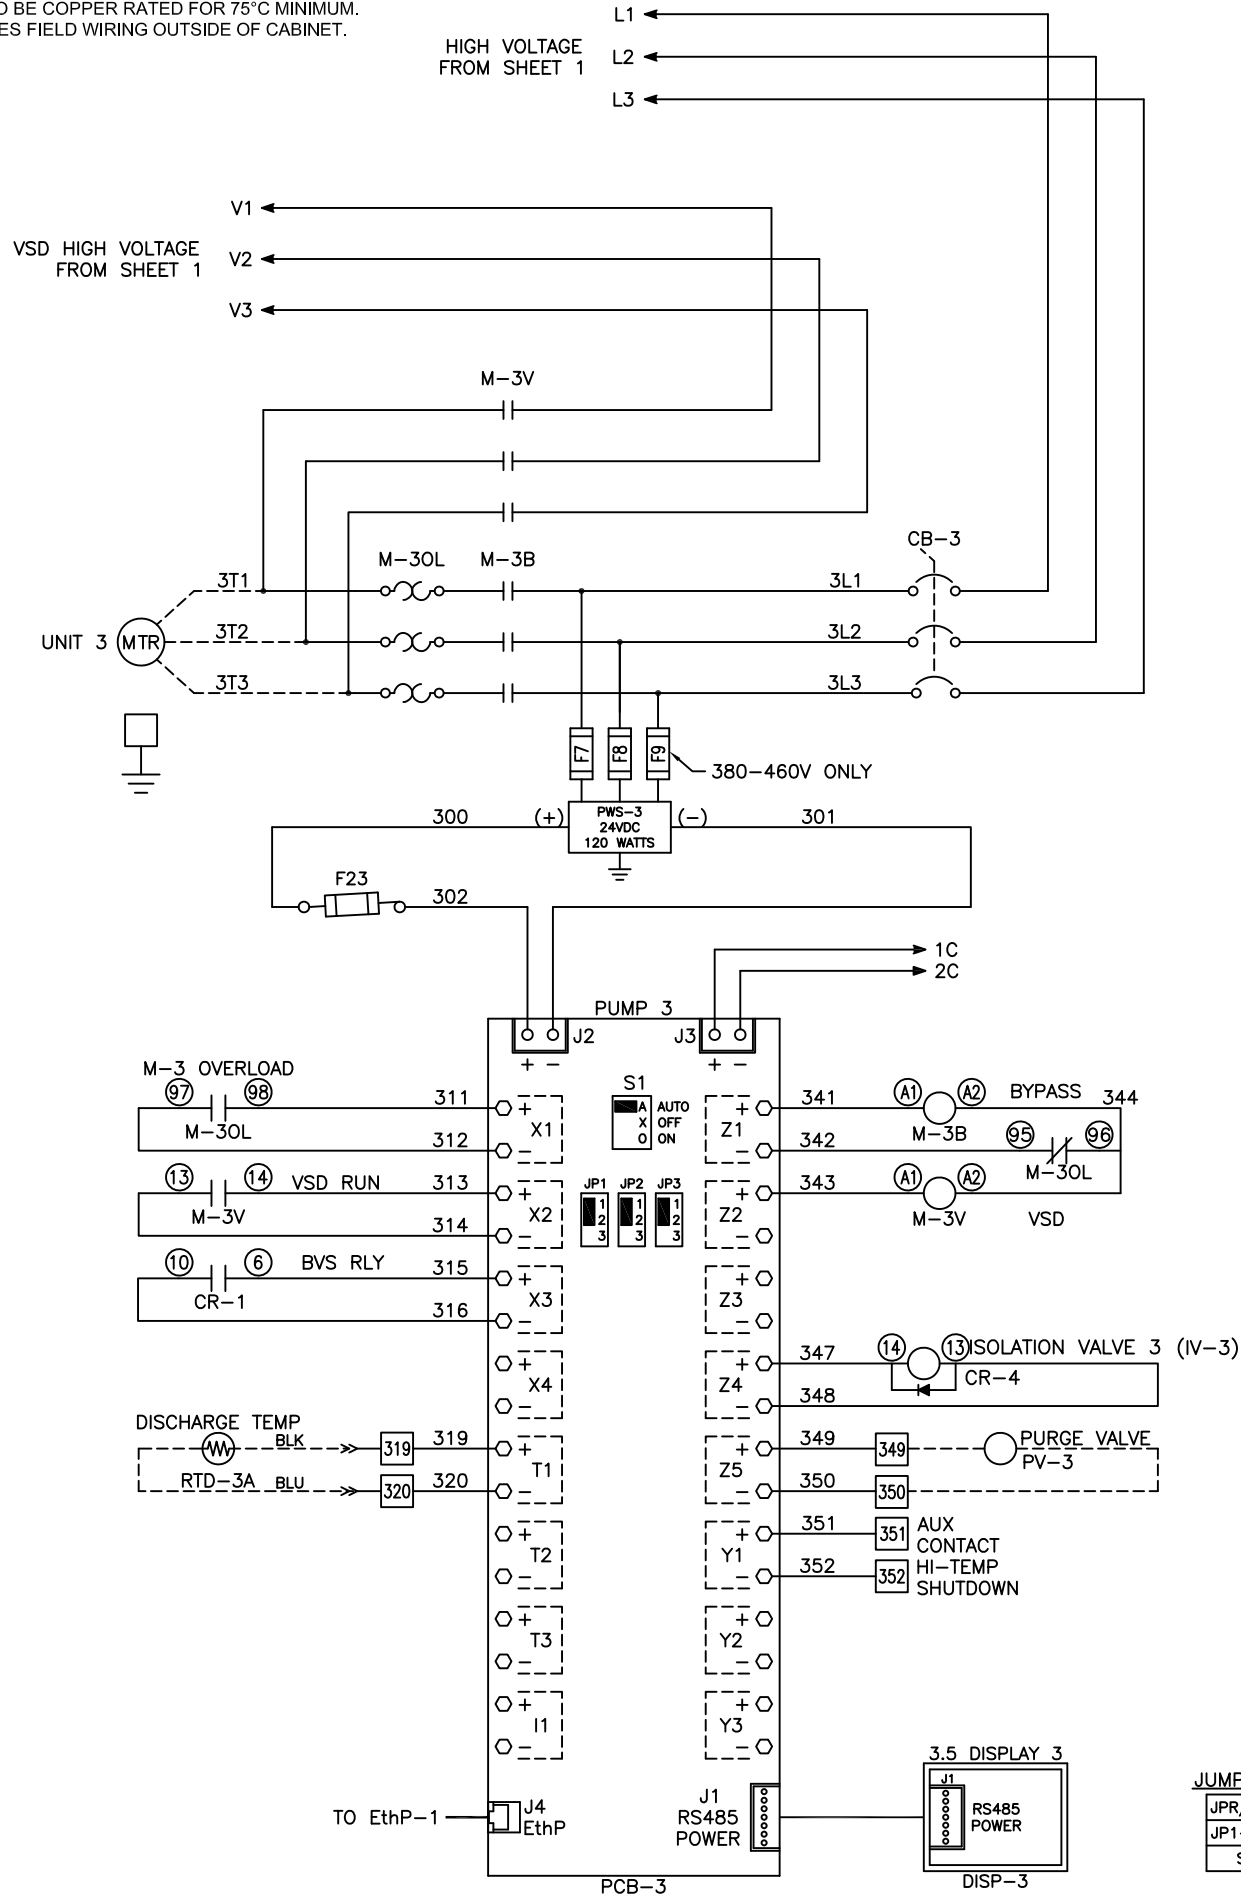 BE COPPER RATED FOR 75°C MINIMUM.
FIELD WIRING OUTSIDE OF CABINET.
HIGH VOLTAGE
FROM SHEET 1
L1
L2
L3
VSD HIGH VOLTAGE
FROM SHEET 1
V1
V2
V3
M-3V
M-3OL
M-3B
CB-3
3T1
3L1
UNIT 3
MTR
3T2
3L2
3T3
3L3
F7
F8
F9
380-460V ONLY
300
(+)
PWS-3
24VDC
120 WATTS
(-)
301
F23
302
1C
2C
PUMP 3
J2
J3
+ -
+ -
M-3 OVERLOAD
97
98
M-3OL
311
312
+
X1
-
S1
A AUTO
X OFF
O ON
+
Z1
-
341
342
A1
A2
BYPASS
344
M-3B
95
96
M-3OL
13
14
VSD RUN
M-3V
313
314
+
X2
-
JP1
1
2
3
JP2
1
2
3
JP3
1
2
3
+
Z2
-
343
A1
A2
M-3V
VSD
10
6
BVS RLY
CR-1
315
316
+
X3
-
+
Z3
-
+
X4
-
+
Z4
-
347
348
14
13
ISOLATION VALVE 3 (IV-3)
CR-4
DISCHARGE TEMP
BLK
RTD-3A
BLU
319
319
320
320
+
T1
-
+
Z5
-
349
349
350
350
PURGE VALVE
PV-3
+
T2
-
+
Y1
-
351
351
AUX
CONTACT
352
352
HI-TEMP
SHUTDOWN
+
T3
-
+
Y2
-
+
I1
-
+
Y3
-
TO EthP-1
J4
EthP
J1
RS485
POWER
3.5 DISPLAY 3
J1
RS485
POWER
DISP-3
PCB-3